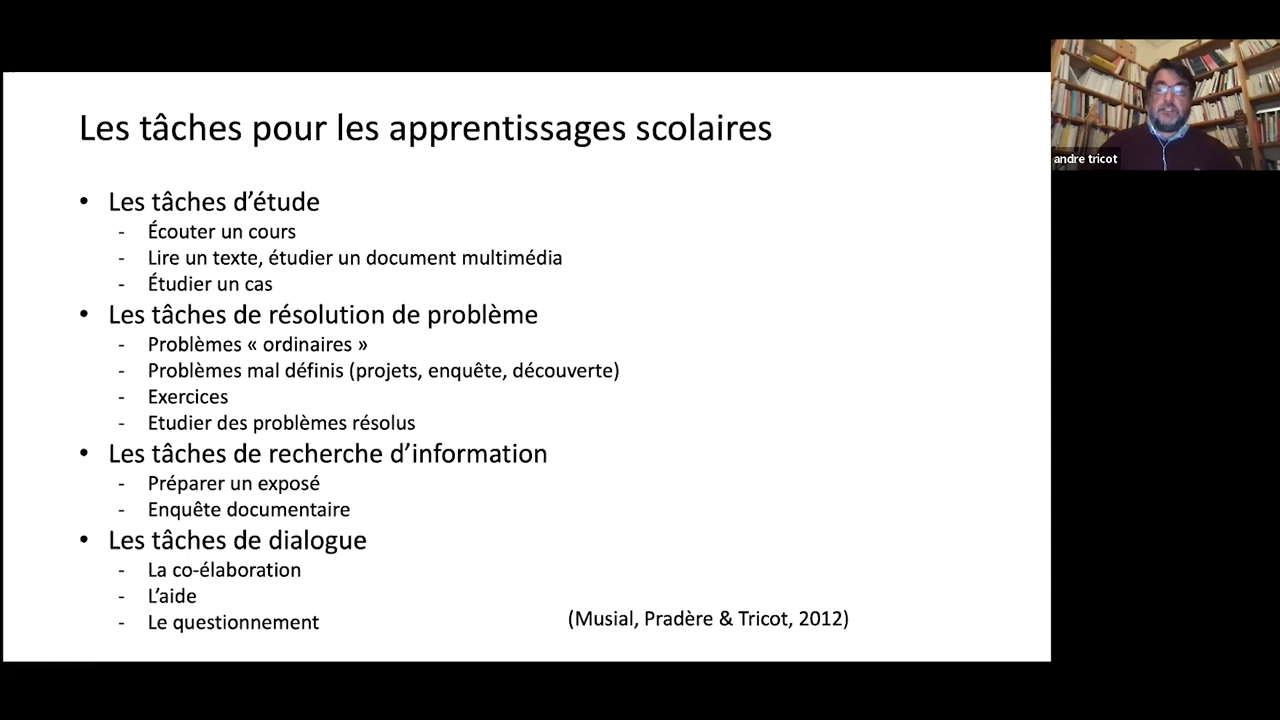 Les tâches pour les apprentissages scolaires
• Les tâches d’étude
- Écouter un cours
- Lire un texte, étudier un document multimédia
- Étudier un cas
• Les tâches de résolution de problème
- Problèmes « ordinaires »
- Problèmes mal définis (projets, enquête, découverte)
- Exercices
- Etudier des problèmes résolus
• Les tâches de recherche d’information
- Préparer un exposé
- Enquête documentaire
• Les tâches de dialogue
- La co-élaboration
- L’aide
- Le questionnement
(Musial, Pradère & Tricot, 2012)
andre tricot